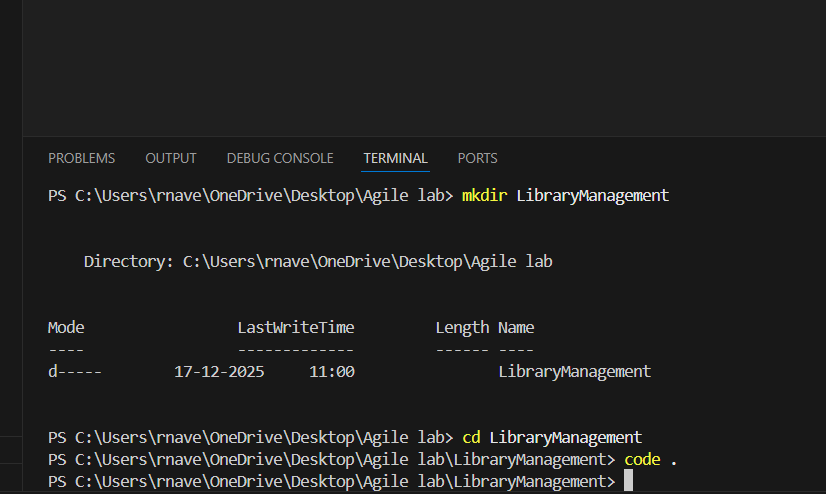 PROBLEMS OUTPUT DEBUG CONSOLE TERMINAL PORTS
PS C:\Users\rnave\OneDrive\Desktop\Agile lab> mkdir LibraryManagement
Directory: C:\Users\rnave\OneDrive\Desktop\Agile lab
Mode LastWriteTime Length Name
---- ------------- ------ ----
d----- 17-12-2025 11:00 LibraryManagement
PS C:\Users\rnave\OneDrive\Desktop\Agile lab> cd LibraryManagement
PS C:\Users\rnave\OneDrive\Desktop\Agile lab\LibraryManagement> code .
PS C:\Users\rnave\OneDrive\Desktop\Agile lab\LibraryManagement>